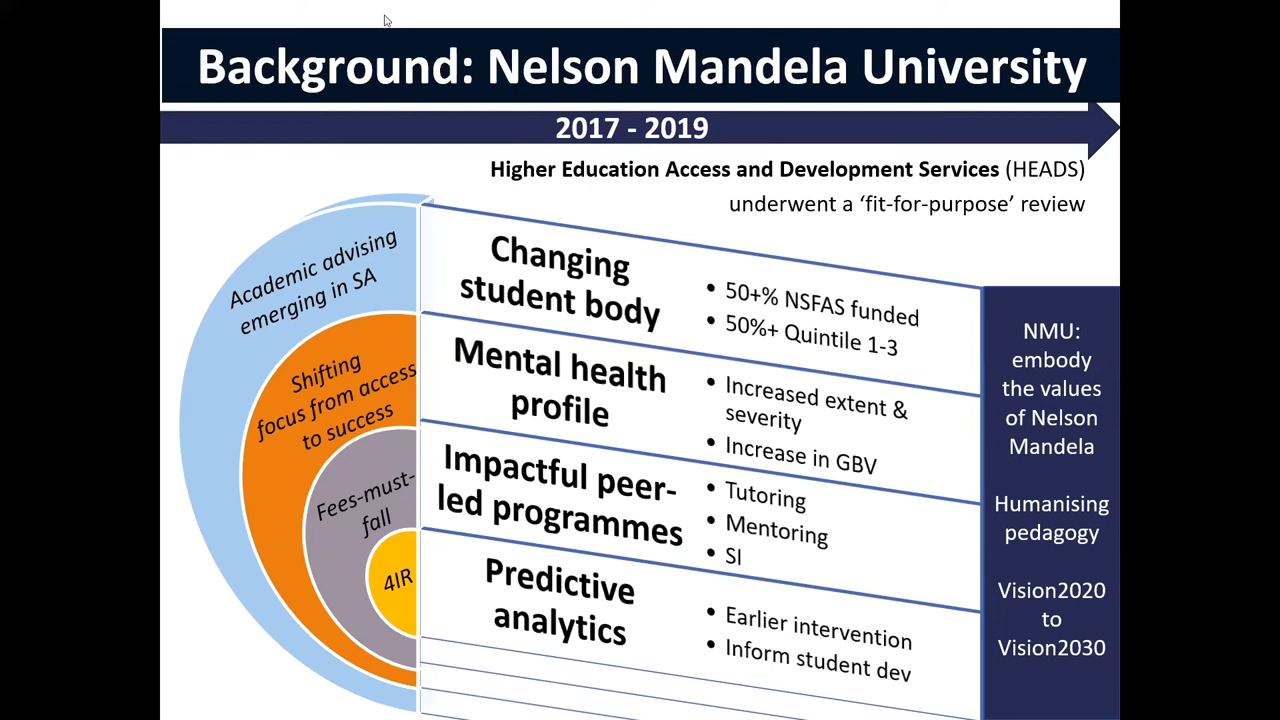 Background: Nelson Mandela University
2017 - 2019
Higher Education Access and Development Services (HEADS)
underwent a ‘fit-for-purpose’ review
Academic advising
emerging in SA
Shifting
focus from access
to success
Fees-must-
fall
4IR
Changing
student body
• 50+% NSFAS funded
• 50%+ Quintile 1-3
Mental health
profile
• Increased extent &
severity
• Increase in GBV
Impactful peer-
led programmes
• Tutoring
• Mentoring
• SI
Predictive
analytics
• Earlier intervention
• Inform student dev
NMU:
embody
the values
of Nelson
Mandela
Humanising
pedagogy
Vision2020
to
Vision2030